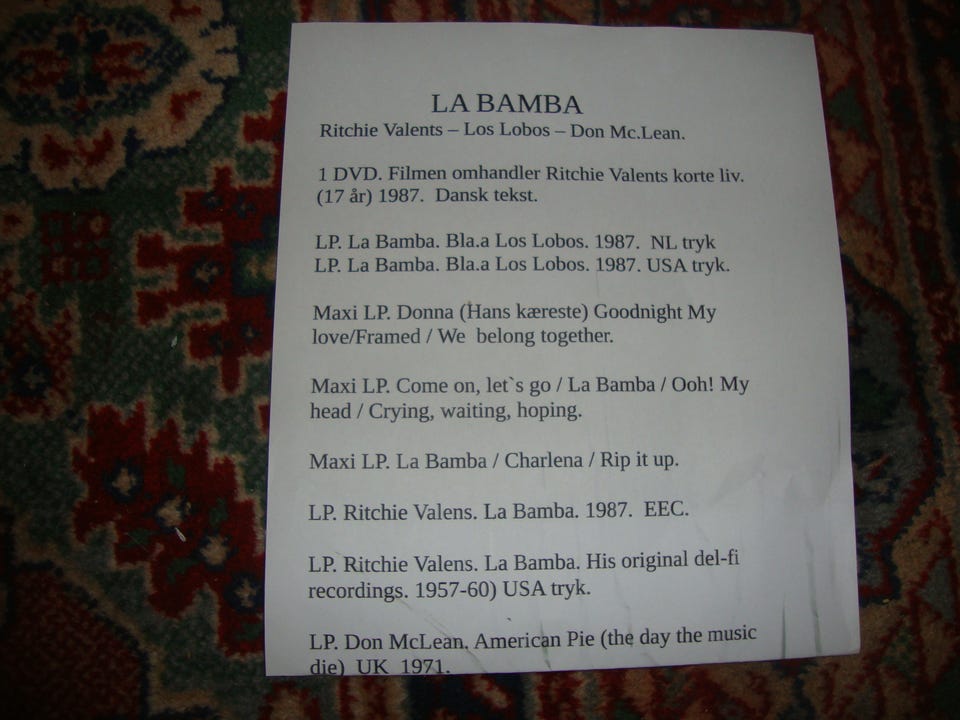 LA BAMBA
Ritchie Valents – Los Lobos – Don Mc.Lean.
1 DVD. Filmen omhandler Ritchie Valents korte liv.
(17 år) 1987. Dansk tekst.
LP. La Bamba. Bla.a Los Lobos. 1987. NL tryk
LP. La Bamba. Bla.a Los Lobos. 1987. USA tryk.
Maxi LP. Donna (Hans kæreste) Goodnight My
love/Framed / We belong together.
Maxi LP. Come on, let`s go / La Bamba / Ooh! My
head / Crying, waiting, hoping.
Maxi LP. La Bamba / Charlena / Rip it up.
LP. Ritchie Valens. La Bamba. 1987. EEC.
LP. Ritchie Valens. La Bamba. His original del-fi
recordings. 1957-60) USA tryk.
LP. Don McLean. American Pie (the day the music
die) UK 1971.